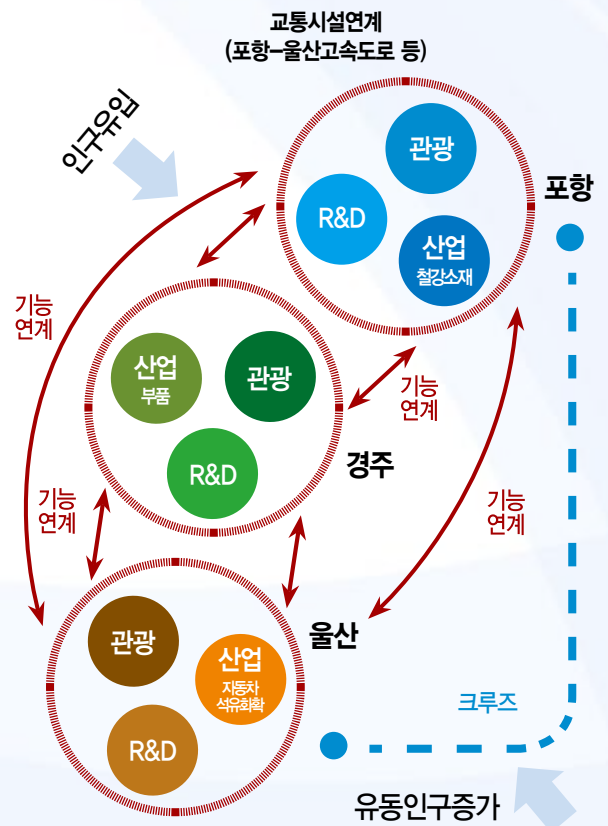 교통시설연계
(포항-울산고속도로 등)
인구유입
관광
포항
R&D
산업
철강소재
기능
연계
산업
부품
관광
기능
연계
R&D
경주
기능
연계
기능
연계
울산
관광
산업
자동차
석유화확
R&D
크루즈
유동인구증가